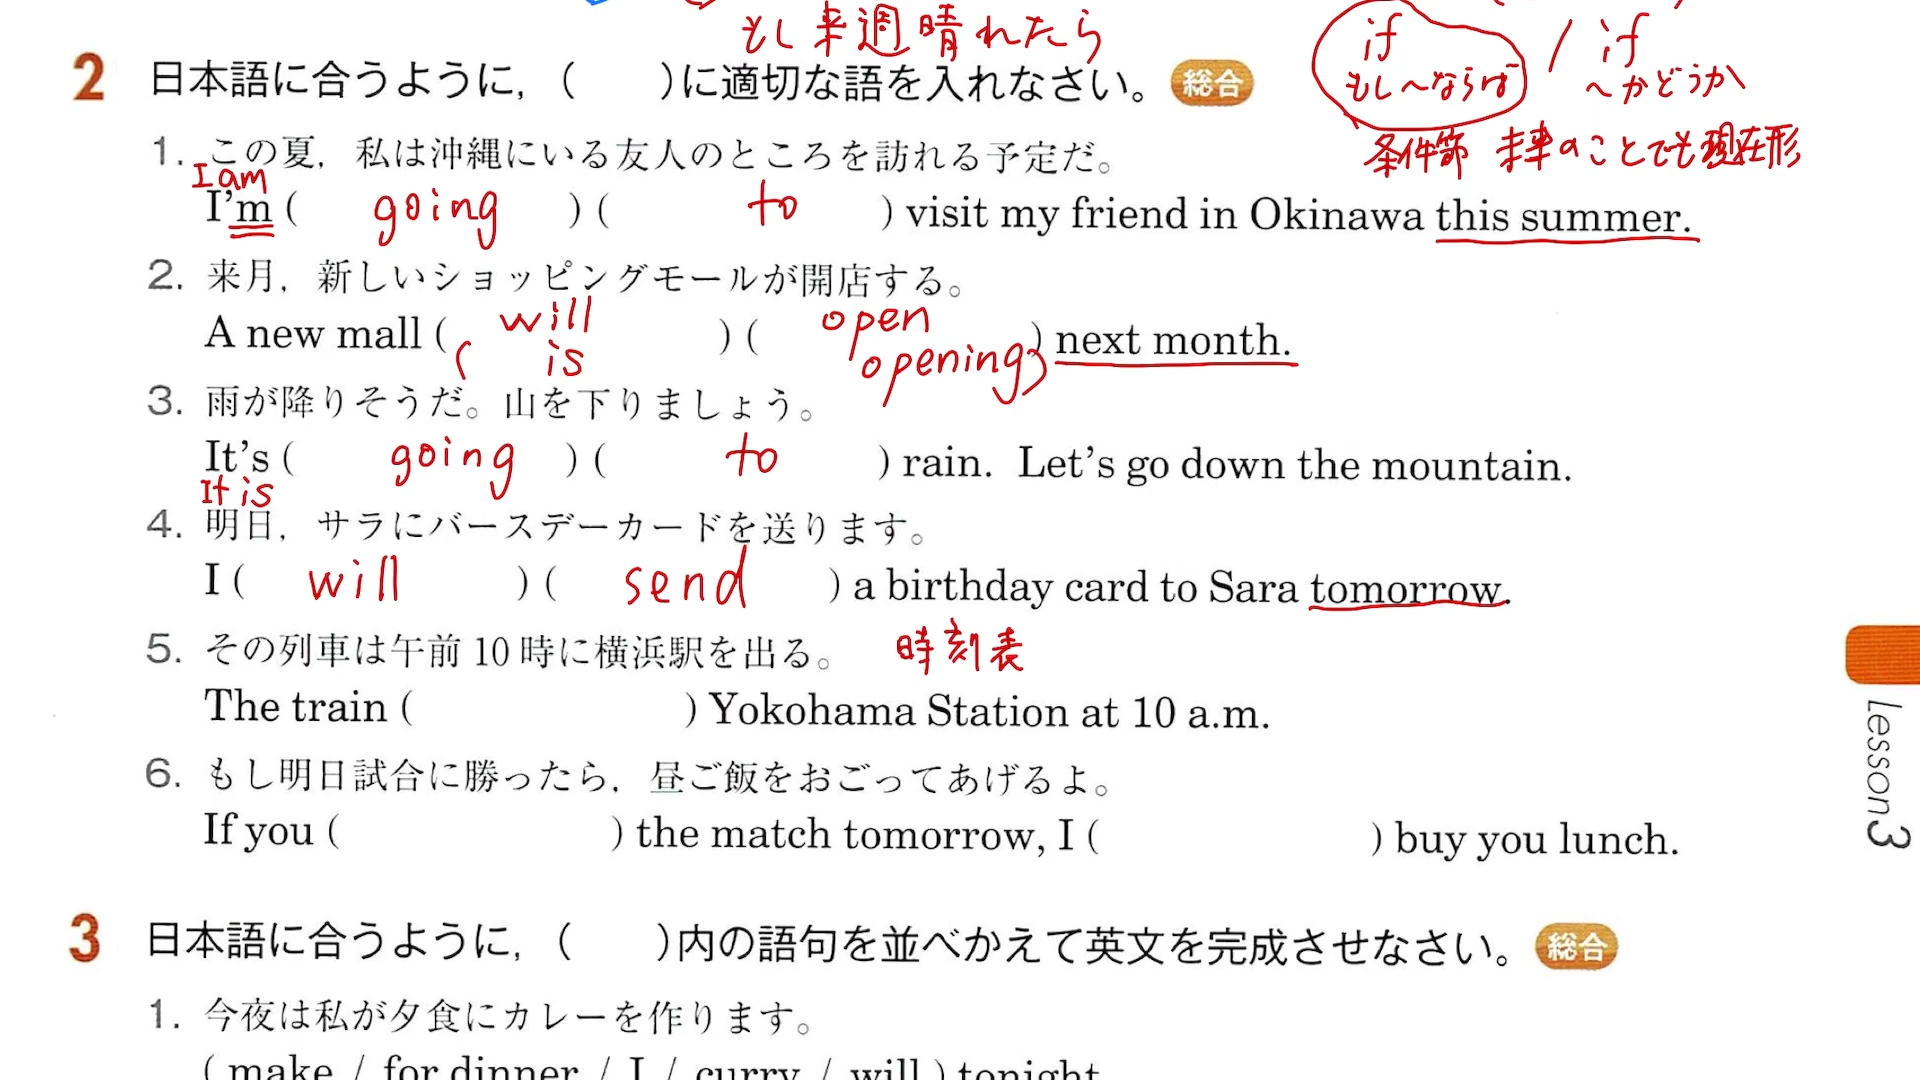 もし来週晴れたら
if / if
もし〜ならば 〜かどうか
条件節 未来のことでも現在形
2 日本語に合うように,( )に適切な語を入れなさい。 総合
1. この夏,私は沖縄にいる友人のところを訪れる予定だ。
I am
I'm ( going ) ( to ) visit my friend in Okinawa this summer.
2. 来月,新しいショッピングモールが開店する。
A new mall ( will ) ( open ) next month.
( is opening )
3. 雨が降りそうだ。山を下りましょう。
It's ( going ) ( to ) rain. Let's go down the mountain.
It is
4. 明日,サラにバースデーカードを送ります。
I ( will ) ( send ) a birthday card to Sara tomorrow.
5. その列車は午前10時に横浜駅を出る。 時刻表
The train ( ) Yokohama Station at 10 a.m.
6. もし明日試合に勝ったら,昼ご飯をおごってあげるよ。
If you ( ) the match tomorrow, I ( ) buy you lunch.
lesson3
3 日本語に合うように,( )内の語句を並べかえて英文を完成させなさい。 総合
1. 今夜は私が夕食にカレーを作ります。
( make / for dinner / I / curry / will ) tonight.